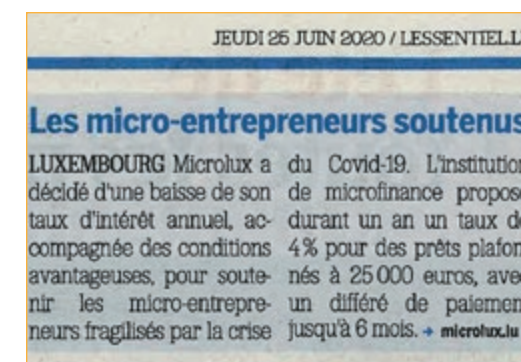 JEUDI 25 JUIN 2020 / LESSENTIEL.L
Les micro-entrepreneurs soutenus
LUXEMBOURG Microlux a
décidé d'une baisse de son
taux d'intérêt annuel, ac-
compagnée des conditions
avantageuses, pour soute-
nir les micro-entrepre-
neurs fragilisés par la crise
du Covid-19. L'institution
de microfinance propose
durant un an un taux de
4% pour des prêts plafon
nés à 25 000 euros, avec
un différé de paiemen
jusqu'à 6 mois. → microlux.lu